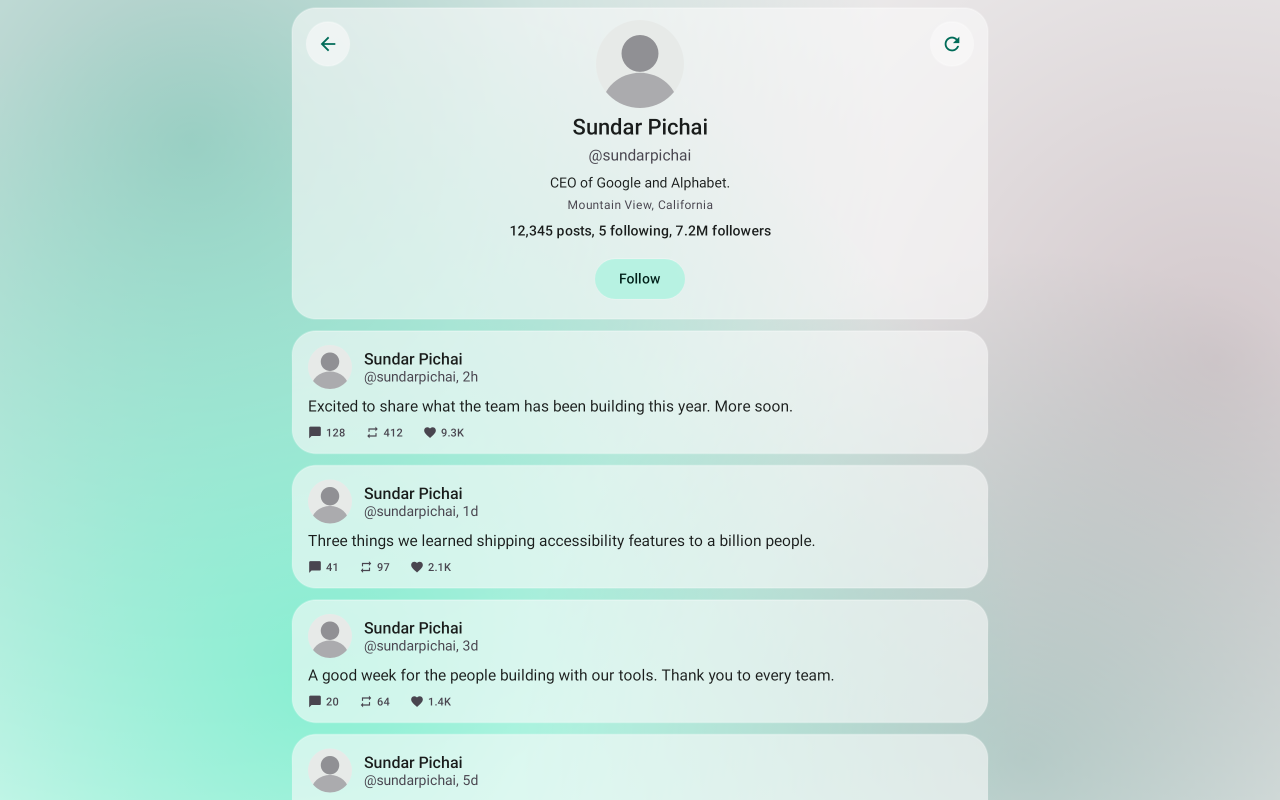 Sundar Pichai
@sundarpichai
CEO of Google and Alphabet.
Mountain View, California
12,345 posts, 5 following, 7.2M followers
Follow
Sundar Pichai
@sundarpichai, 2h
Excited to share what the team has been building this year. More soon.
128 412 9.3K
Sundar Pichai
@sundarpichai, 1d
Three things we learned shipping accessibility features to a billion people.
41 97 2.1K
Sundar Pichai
@sundarpichai, 3d
A good week for the people building with our tools. Thank you to every team.
20 64 1.4K
Sundar Pichai
@sundarpichai, 5d